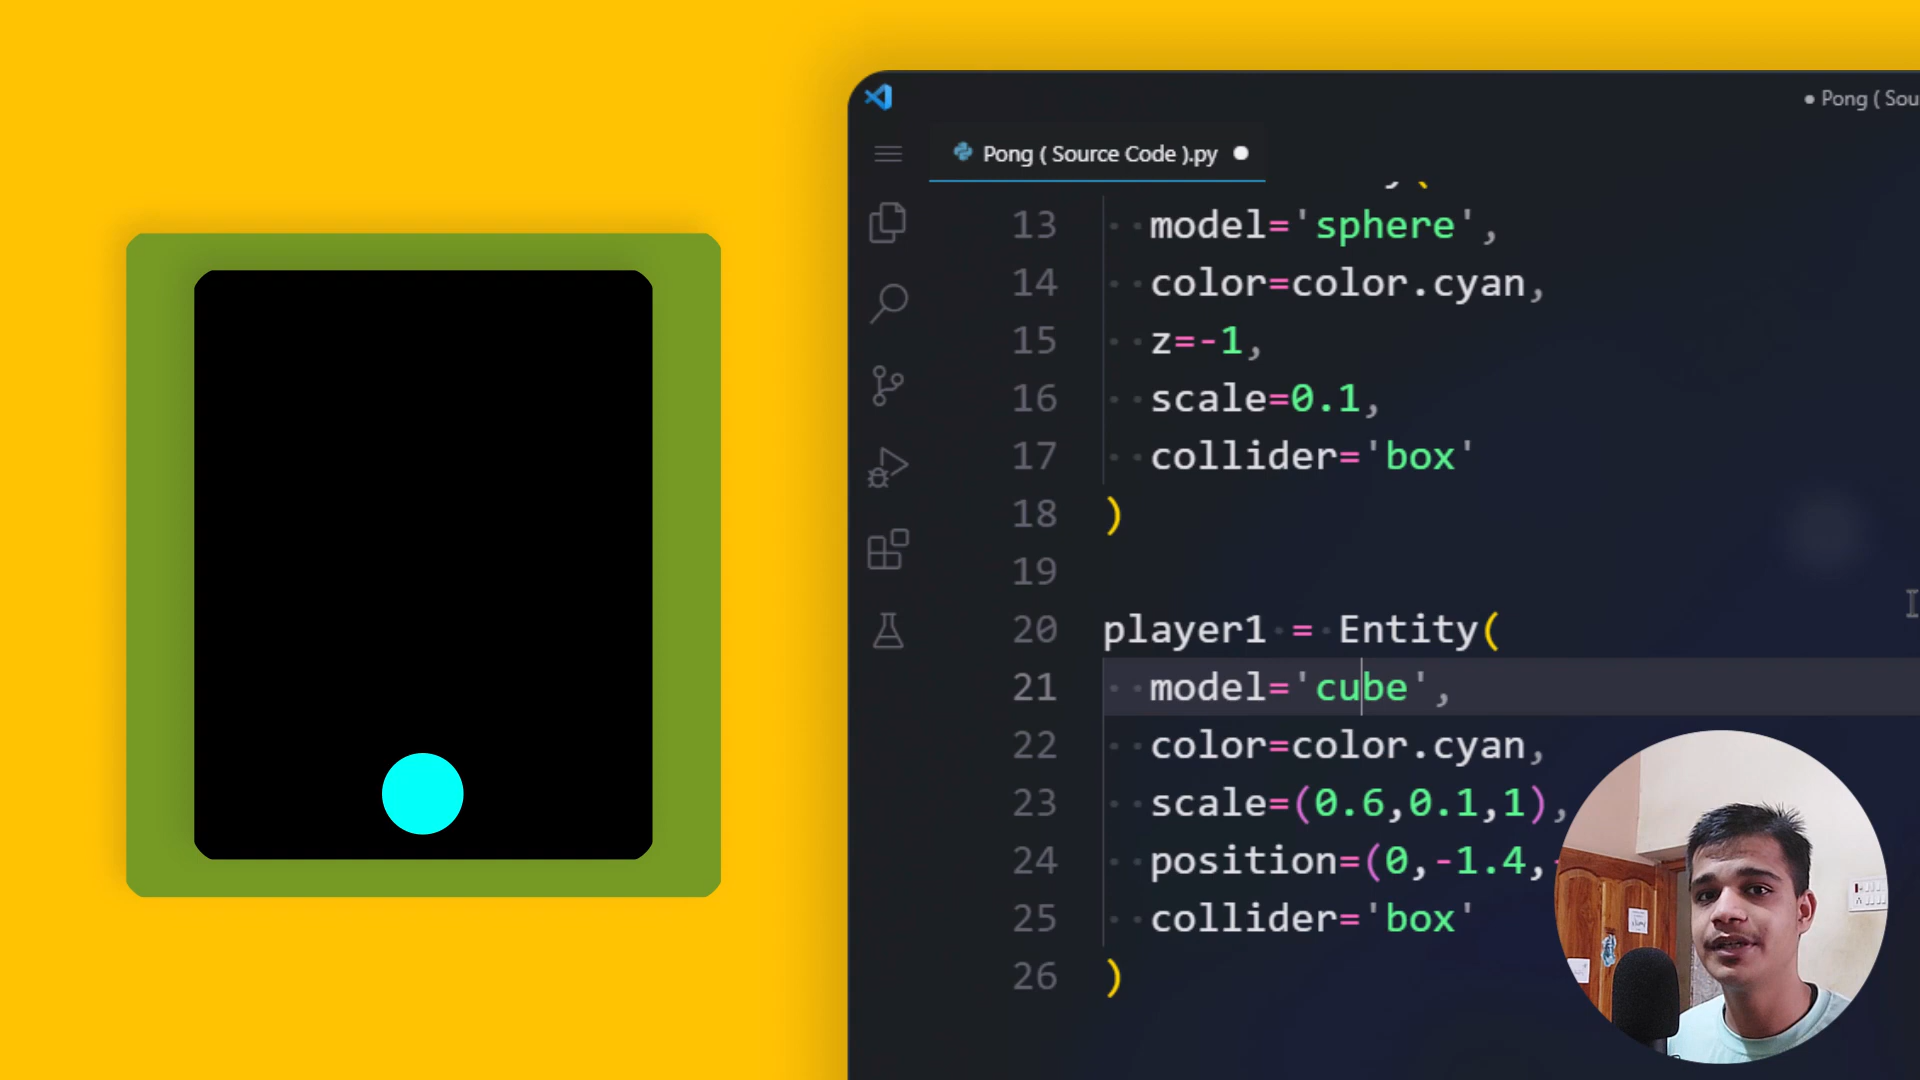 ● Pong ( Sou
Pong ( Source Code ).py ●
y(
13 model='sphere',
14 color=color.cyan,
15 z=-1,
16 scale=0.1,
17 collider='box'
18 )
19
20 player1 = Entity(
21 model='cube',
22 color=color.cyan,
23 scale=(0.6,0.1,1),
24 position=(0,-1.4,
25 collider='box'
26 )